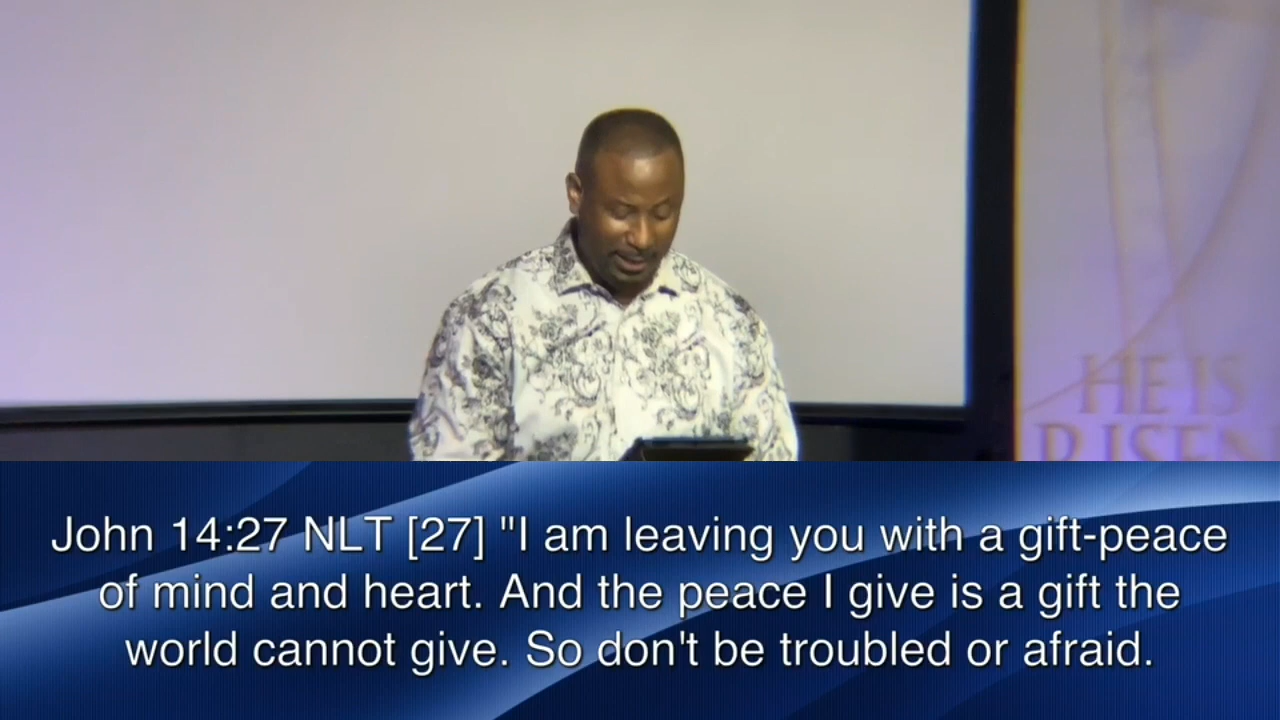 HE IS
RISEN
John 14:27 NLT [27] "I am leaving you with a gift-peace
of mind and heart. And the peace I give is a gift the
world cannot give. So don't be troubled or afraid.